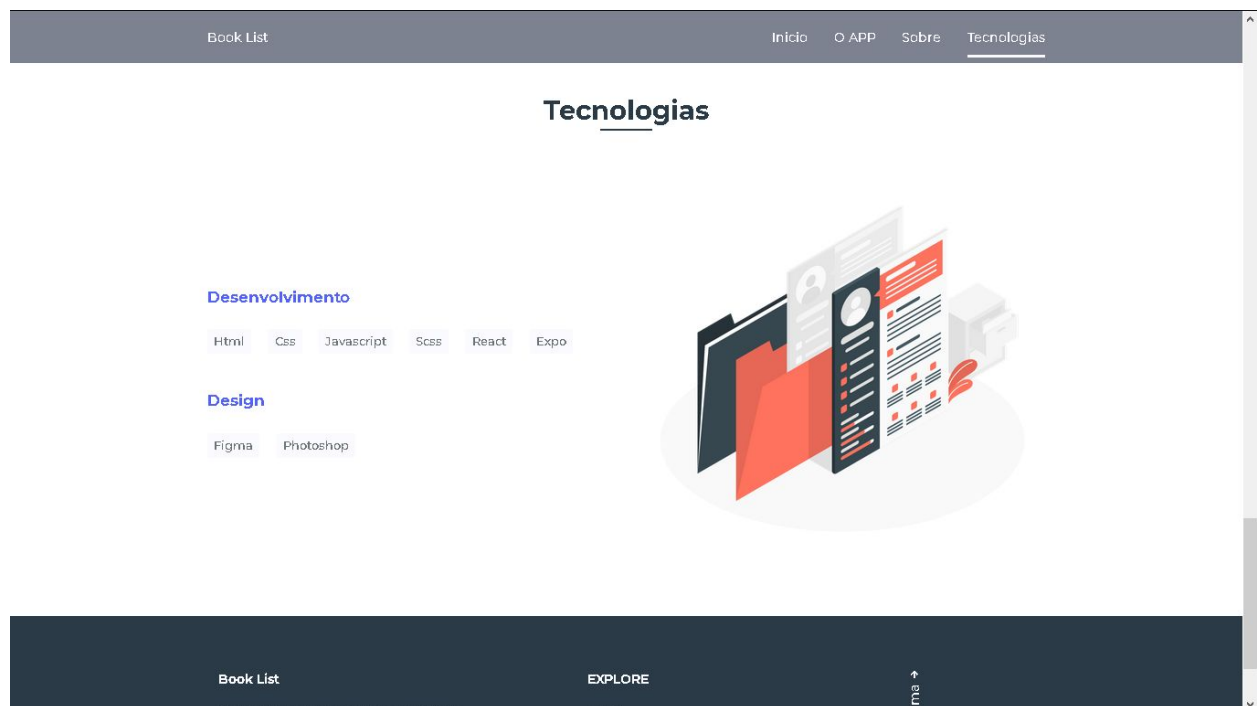 Book List Inicio O APP Sobre Tecnologias
Tecnologias
Desenvolvimento
Html Css Javascript Scss React Expo
Design
Figma Photoshop
Book List EXPLORE